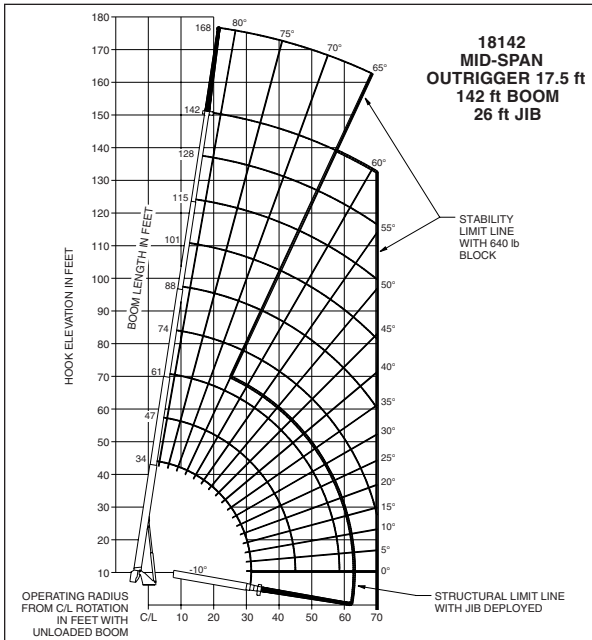 18142
MID-SPAN
OUTRIGGER 17.5 ft
142 ft BOOM
26 ft JIB
180
170
160
150
140
130
120
110
100
90
80
70
60
50
40
30
20
10
HOOK ELEVATION IN FEET
BOOM LENGTH IN FEET
168
142
128
115
101
88
74
61
47
34
80°
75°
70°
65°
60°
55°
50°
45°
40°
35°
30°
25°
20°
15°
10°
5°
0°
-10°
STABILITY
LIMIT LINE
WITH 640 lb
BLOCK
STRUCTURAL LIMIT LINE
WITH JIB DEPLOYED
OPERATING RADIUS
FROM C/L ROTATION
IN FEET WITH
UNLOADED BOOM
C/L 10 20 30 40 50 60 70